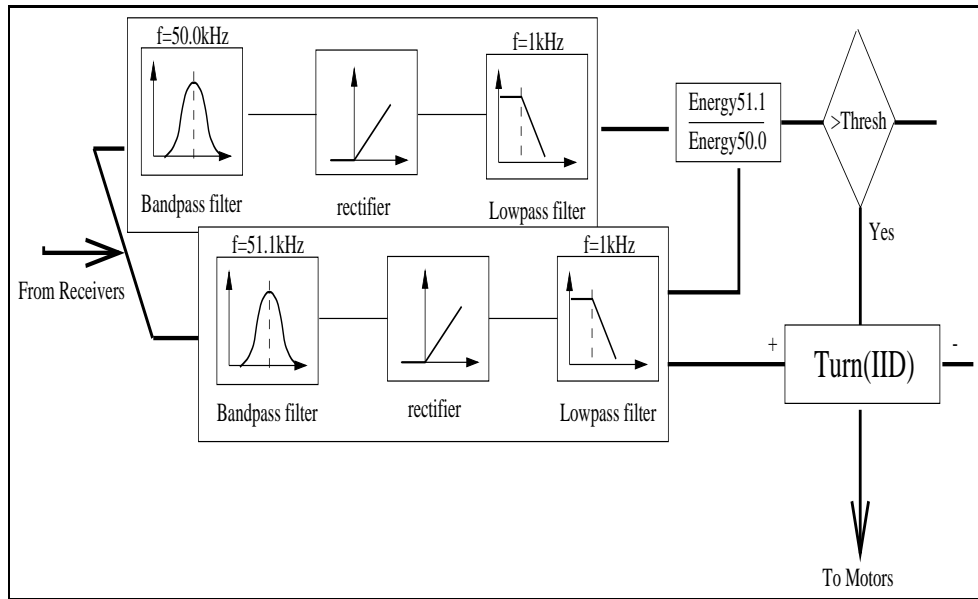 f=50.0kHz
f=1kHz
Bandpass filter
rectifier
Lowpass filter
Energy51.1
Energy50.0
>Thresh
Yes
From Receivers
f=51.1kHz
f=1kHz
Bandpass filter
rectifier
Lowpass filter
+
Turn(IID)
-
To Motors